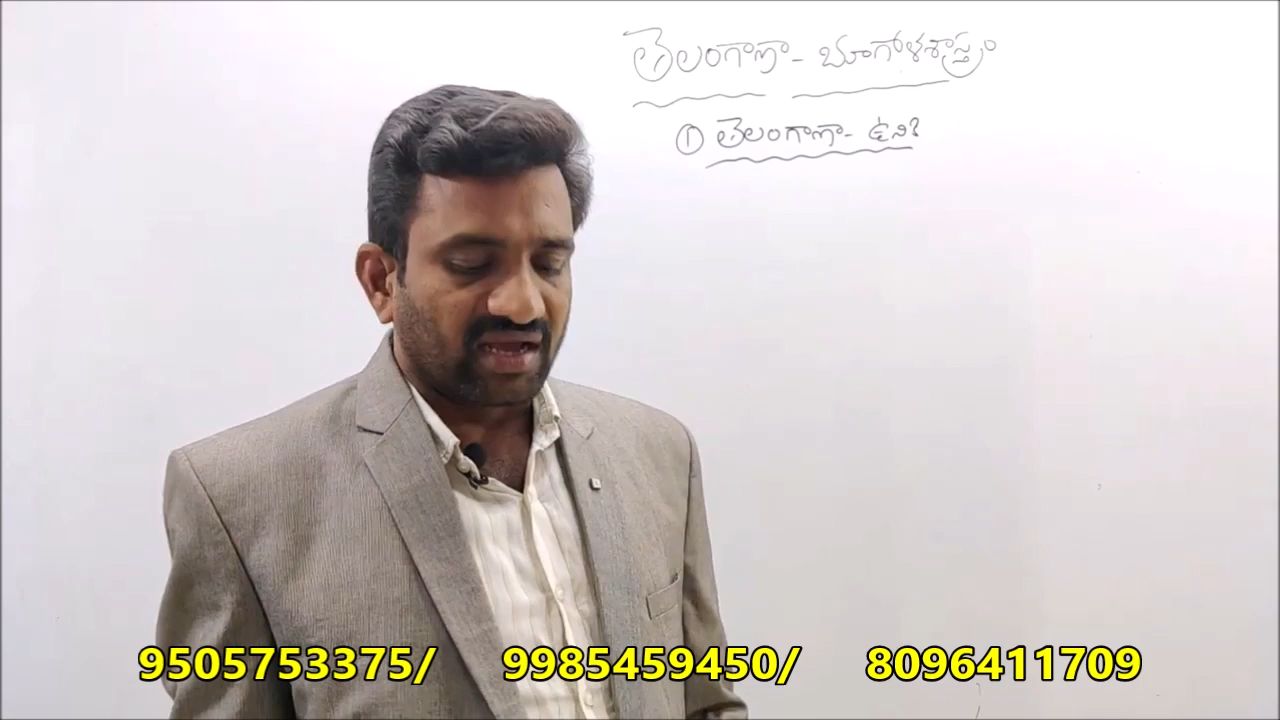 తెలంగాణా - భూగోళశాస్త్రం
① తెలంగాణా - ఉనికి
9505753375/ 9985459450/ 8096411709